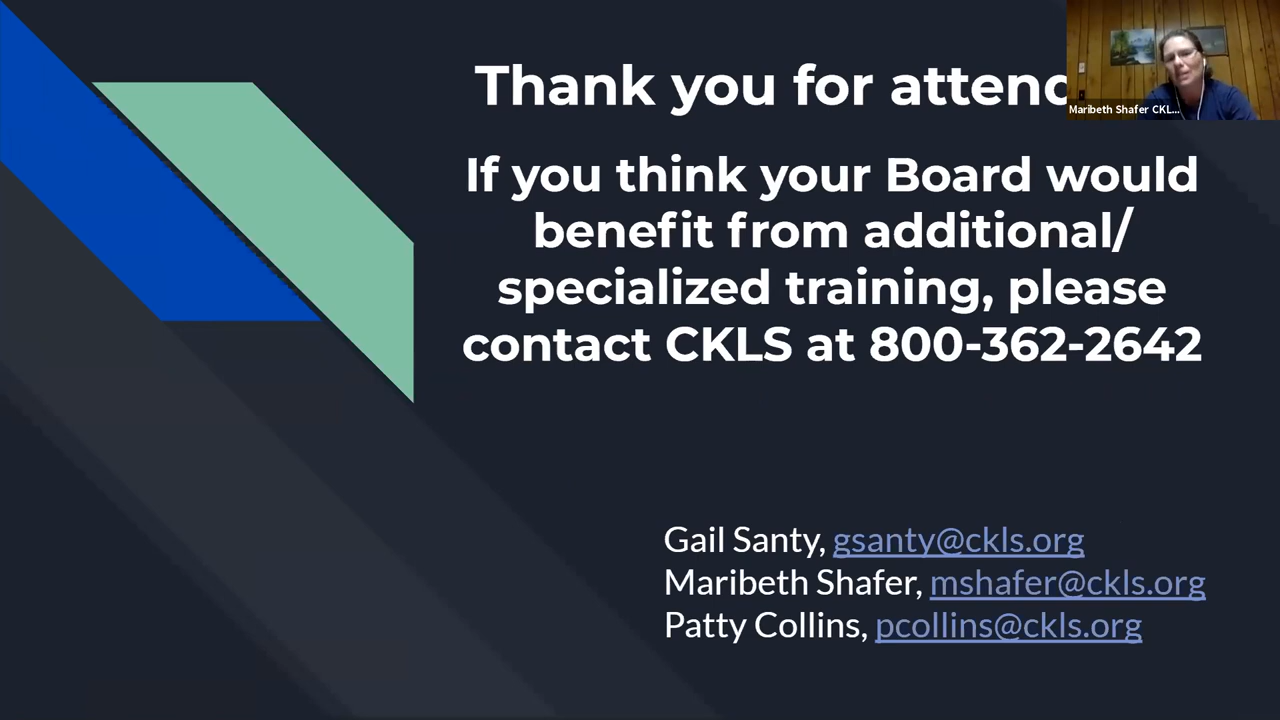 Thank you for attend
Maribeth Shafer CKL...
If you think your Board would
benefit from additional/
specialized training, please
contact CKLS at 800-362-2642
Gail Santy, gsanty@ckls.org
Maribeth Shafer, mshafer@ckls.org
Patty Collins, pcollins@ckls.org